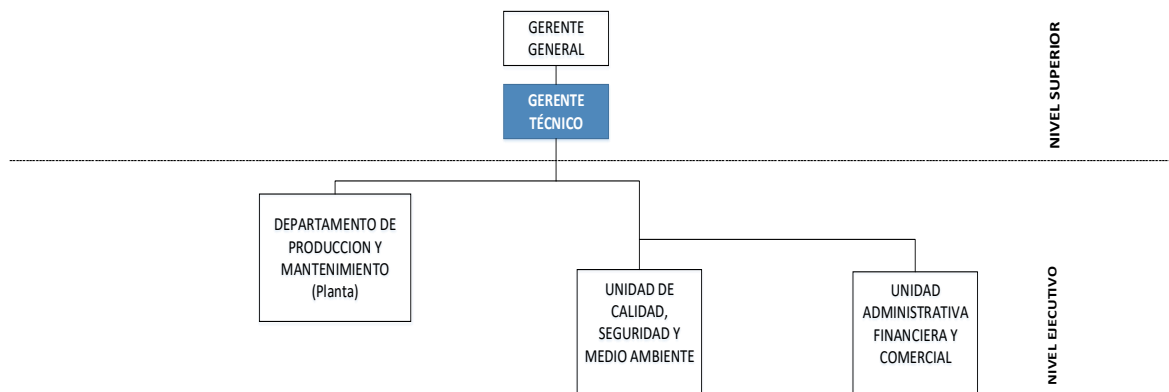 GERENTE
GENERAL
GERENTE
TÉCNICO
NIVEL SUPERIOR
DEPARTAMENTO DE
PRODUCCION Y
MANTENIMIENTO
(Planta)
UNIDAD DE
CALIDAD,
SEGURIDAD Y
MEDIO AMBIENTE
UNIDAD
ADMINISTRATIVA
FINANCIERA Y
COMERCIAL
NIVEL EJECUTIVO